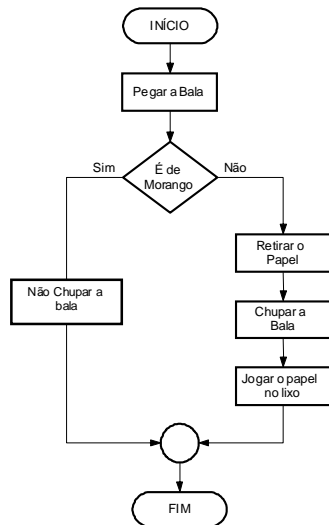 INÍCIO
Pegar a Bala
É de
Morango
Sim
Não
Retirar o
Papel
Não Chupar a
bala
Chupar a
Bala
Jogar o papel
no lixo
FIM